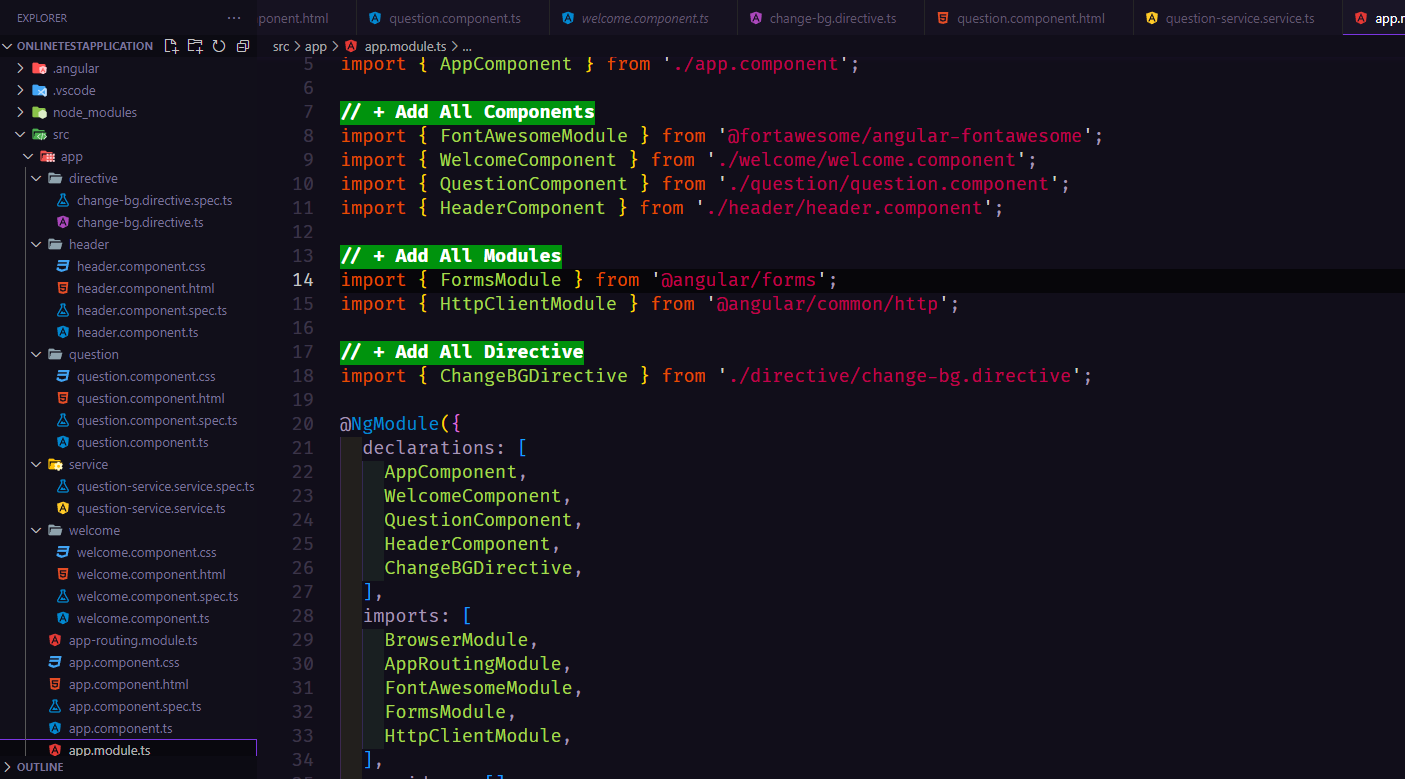 EXPLORER
ponent.html
question.component.ts
welcome.component.ts
change-bg.directive.ts
question.component.html
question-service.service.ts
app.n
ONLINETESTAPPLICATION
src > app > app.module.ts > ...
.angular
.vscode
node_modules
src
app
directive
change-bg.directive.spec.ts
change-bg.directive.ts
header
header.component.css
header.component.html
header.component.spec.ts
header.component.ts
question
question.component.css
question.component.html
question.component.spec.ts
question.component.ts
service
question-service.service.spec.ts
question-service.service.ts
welcome
welcome.component.css
welcome.component.html
welcome.component.spec.ts
welcome.component.ts
app-routing.module.ts
app.component.css
app.component.html
app.component.spec.ts
app.component.ts
app.module.ts
OUTLINE
5 import { AppComponent } from './app.component';
6
7 // + Add All Components
8 import { FontAwesomeModule } from '@fortawesome/angular-fontawesome';
9 import { WelcomeComponent } from './welcome/welcome.component';
10 import { QuestionComponent } from './question/question.component';
11 import { HeaderComponent } from './header/header.component';
12
13 // + Add All Modules
14 import { FormsModule } from '@angular/forms';
15 import { HttpClientModule } from '@angular/common/http';
16
17 // + Add All Directive
18 import { ChangeBGDirective } from './directive/change-bg.directive';
19
20 @NgModule({
21 declarations: [
22 AppComponent,
23 WelcomeComponent,
24 QuestionComponent,
25 HeaderComponent,
26 ChangeBGDirective,
27 ],
28 imports: [
29 BrowserModule,
30 AppRoutingModule,
31 FontAwesomeModule,
32 FormsModule,
33 HttpClientModule,
34 ],